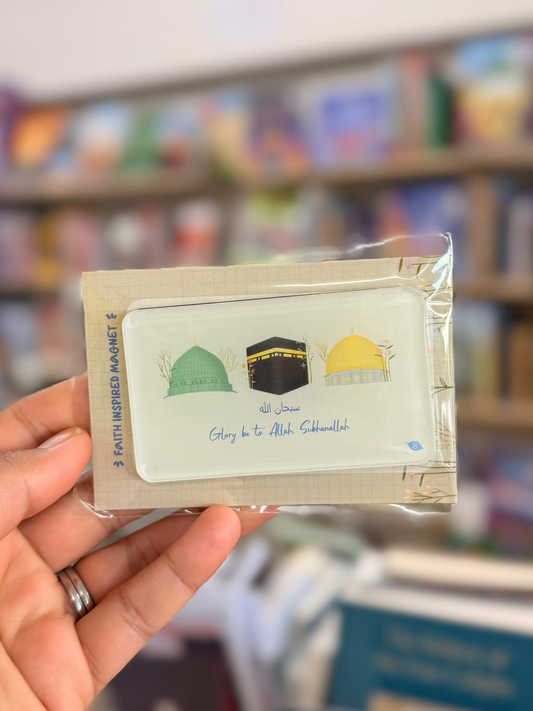 FAITH INSPIRED MAGNET
سبحان الله
Glory be to Allah Subhanallah